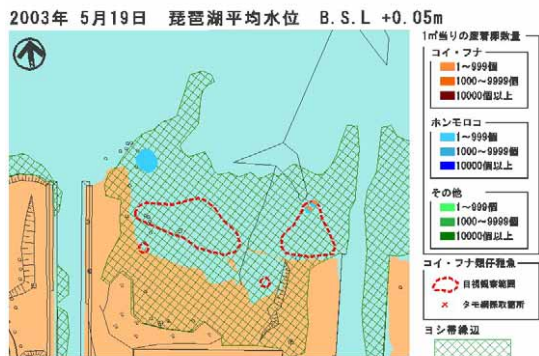 2003年 5月19日 琵琶湖平均水位 B.S.L +0.05m
1㎡当りの産着卵数量
コイ・フナ
1〜999個
1000〜9999個
10000個以上
ホンモロコ
1〜999個
1000〜9999個
10000個以上
その他
1〜999個
1000〜9999個
10000個以上
コイ・フナ類仔稚魚
目視観察範囲
タモ網採取箇所
ヨシ帯縁辺